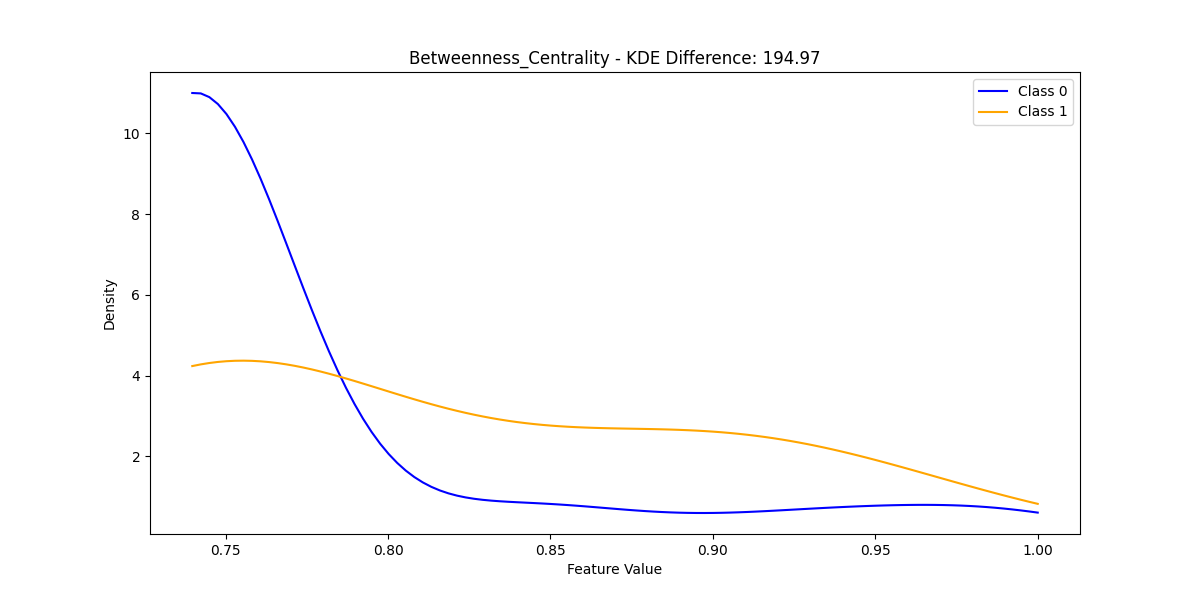 Betweenness_Centrality - KDE Difference: 194.97
Class 0
Class 1
Density
10
8
6
4
2
0.75 0.80 0.85 0.90 0.95 1.00
Feature Value